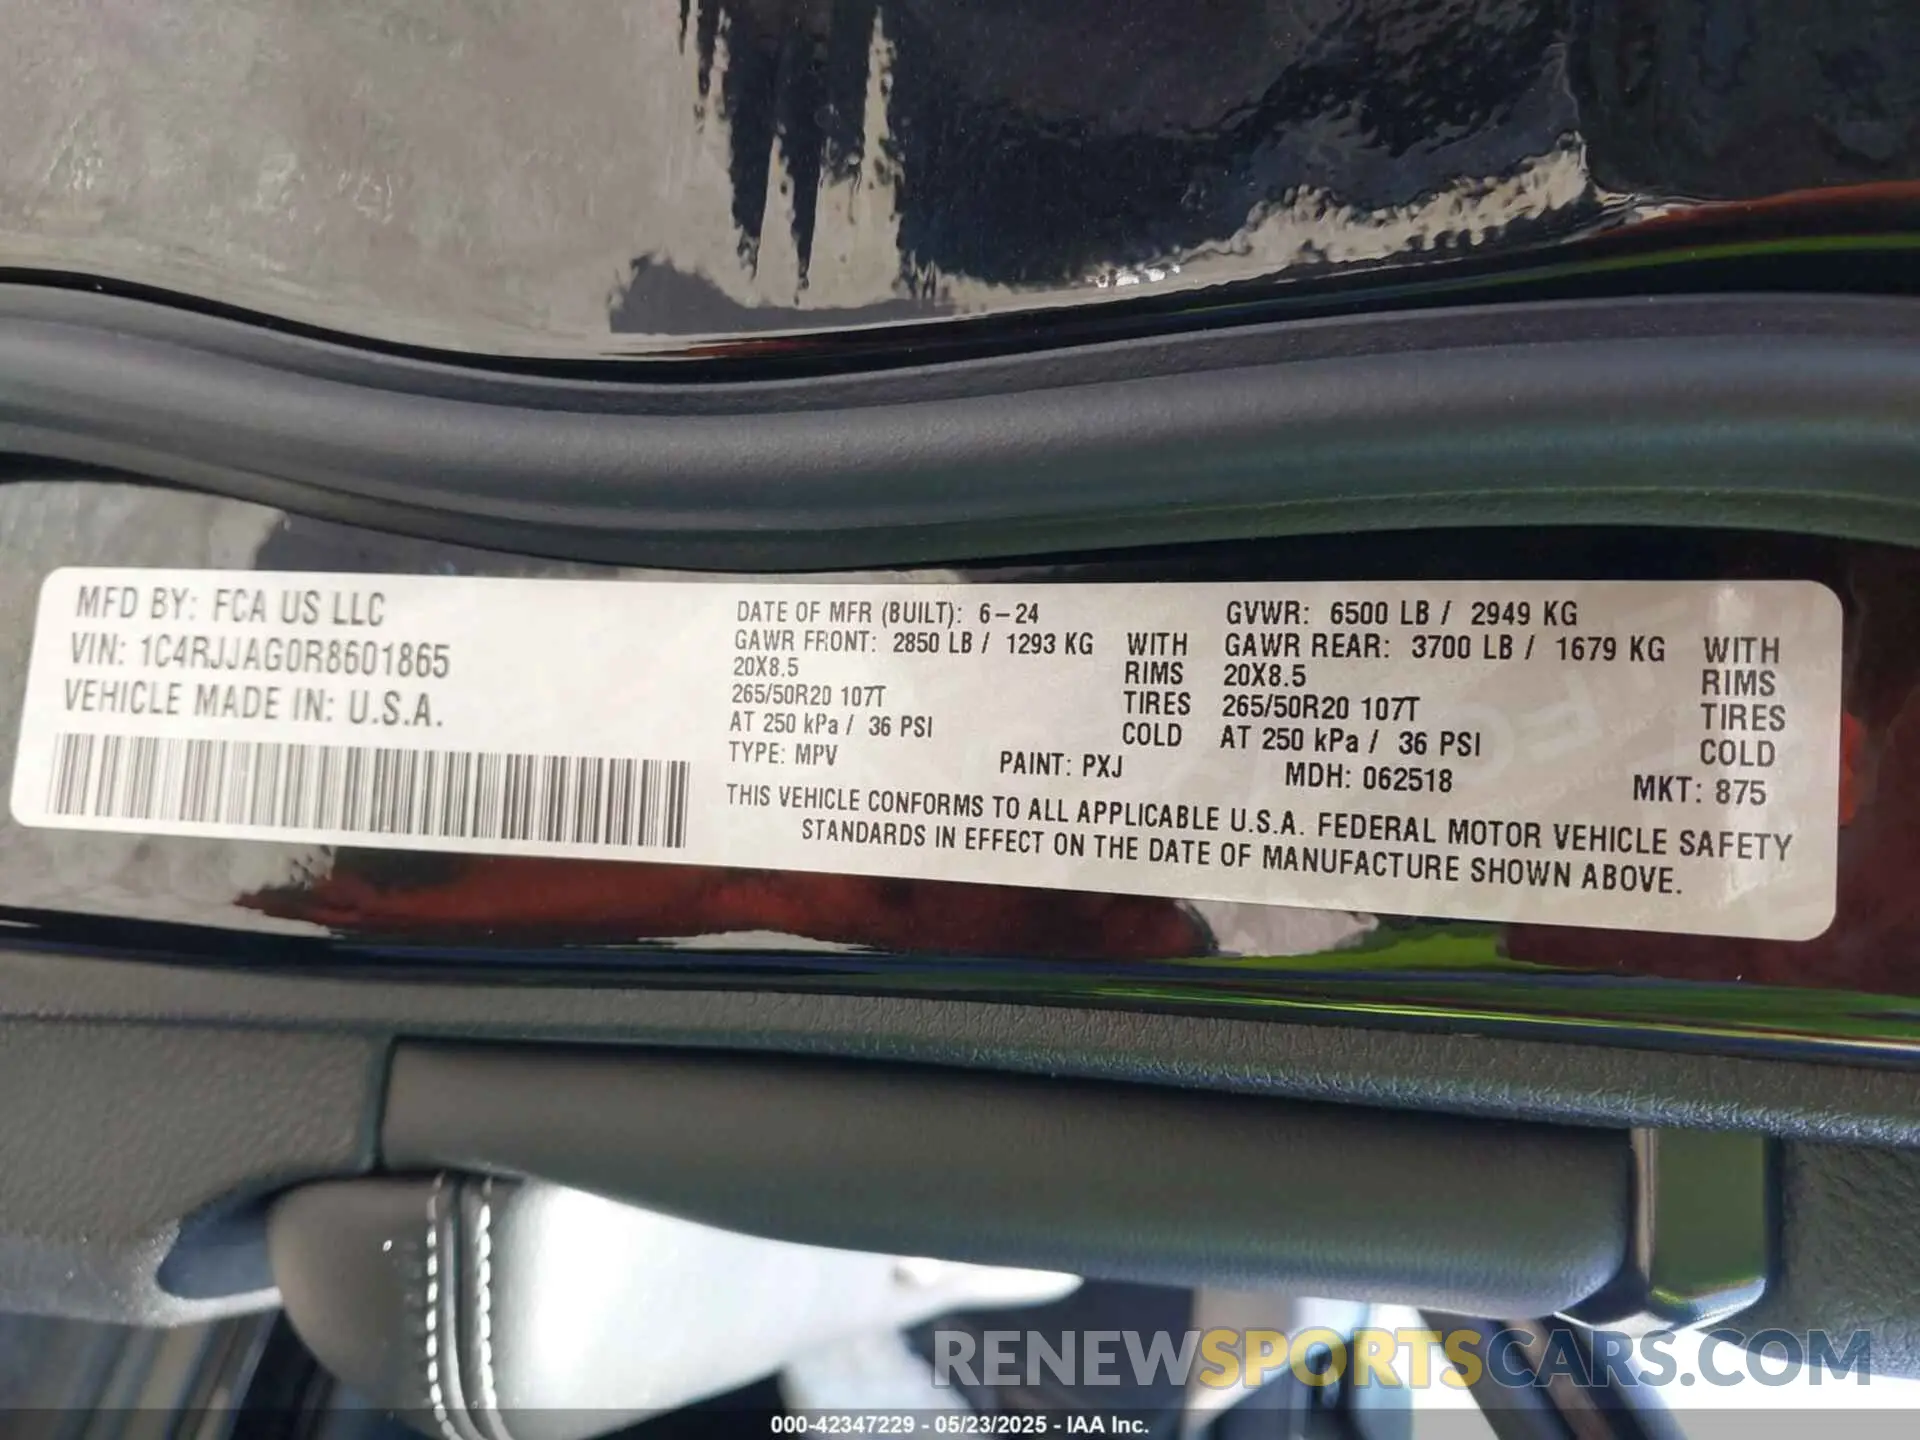 MFD BY: FCA US LLC
VIN: 1C4RJJAG0R8601865
VEHICLE MADE IN: U.S.A.
DATE OF MFR (BUILT): 6-24
GAWR FRONT: 2850 LB / 1293 KG WITH
20X8.5 RIMS
265/50R20 107T TIRES
AT 250 kPa / 36 PSI COLD
TYPE: MPV PAINT: PXJ
GVWR: 6500 LB / 2949 KG
GAWR REAR: 3700 LB / 1679 KG WITH
20X8.5 RIMS
265/50R20 107T TIRES
AT 250 kPa / 36 PSI COLD
MDH: 062518 MKT: 875
THIS VEHICLE CONFORMS TO ALL APPLICABLE U.S.A. FEDERAL MOTOR VEHICLE SAFETY
STANDARDS IN EFFECT ON THE DATE OF MANUFACTURE SHOWN ABOVE.
RENEWSPORTSCARS.COM
000-42347229 - 05/23/2025 - IAA Inc.